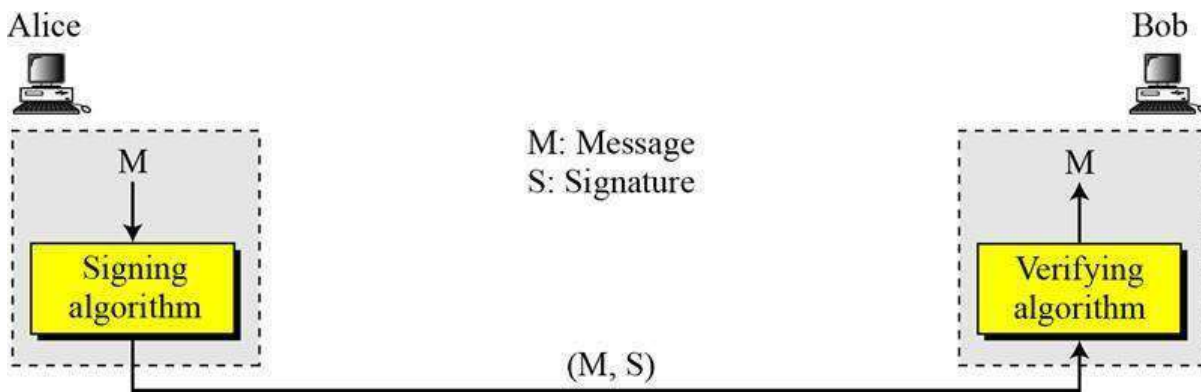 Alice
Bob
M: Message
S: Signature
M
M
Signing
algorithm
Verifying
algorithm
(M, S)